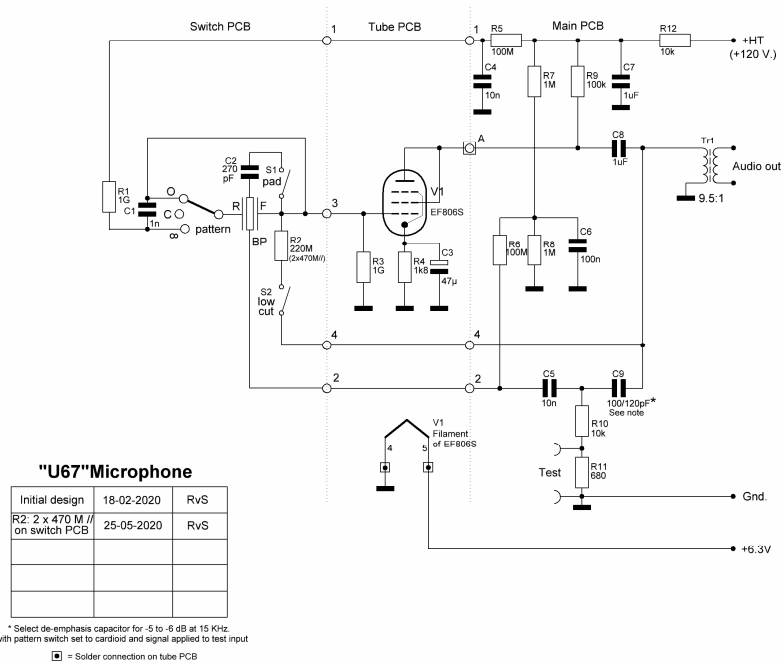 Switch PCB
Tube PCB
Main PCB
1
1
R5
100M
R12
10k
+HT
(+120 V.)
C4
10n
R7
1M
R9
100k
C7
1uF
A
C8
1uF
Tr1
Audio out
9.5:1
C2
270
pF
S1
pad
V1
EF806S
R1
1G
O
C1
1n
C
∞
pattern
R
F
BP
3
R2
220M
(2x470M//)
R3
1G
R4
1k8
C3
47µ
R6
100M
R8
1M
C6
100n
S2
low
cut
4
4
2
2
C5
10n
C9
100/120pF*
See note
V1
Filament
of EF806S
4
5
R10
10k
Test
R11
680
Gnd.
+6.3V
"U67"Microphone
Initial design 18-02-2020 RvS
R2: 2 x 470 M //
on switch PCB 25-05-2020 RvS
* Select de-emphasis capacitor for -5 to -6 dB at 15 KHz.
with pattern switch set to cardioid and signal applied to test input
= Solder connection on tube PCB